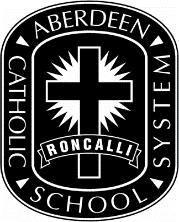 ABERDEEN
CATHOLIC
RONCALLI
SCHOOL
SYSTEM